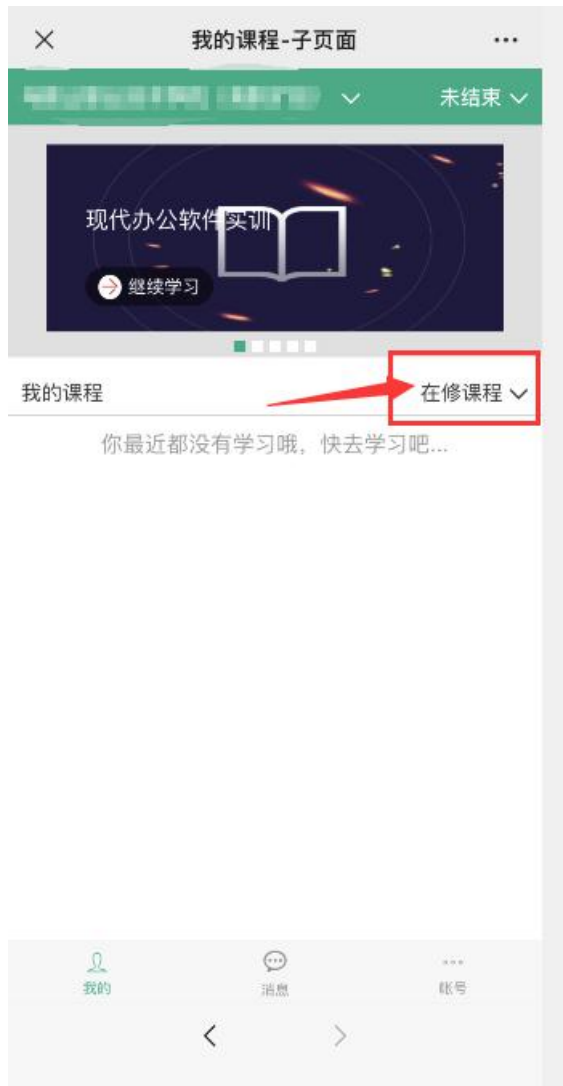 我的课程-子页面
未结束
现代办公软件实训
继续学习
我的课程
在修课程
你最近都没有学习哦，快去学习吧...
我的
消息
帐号